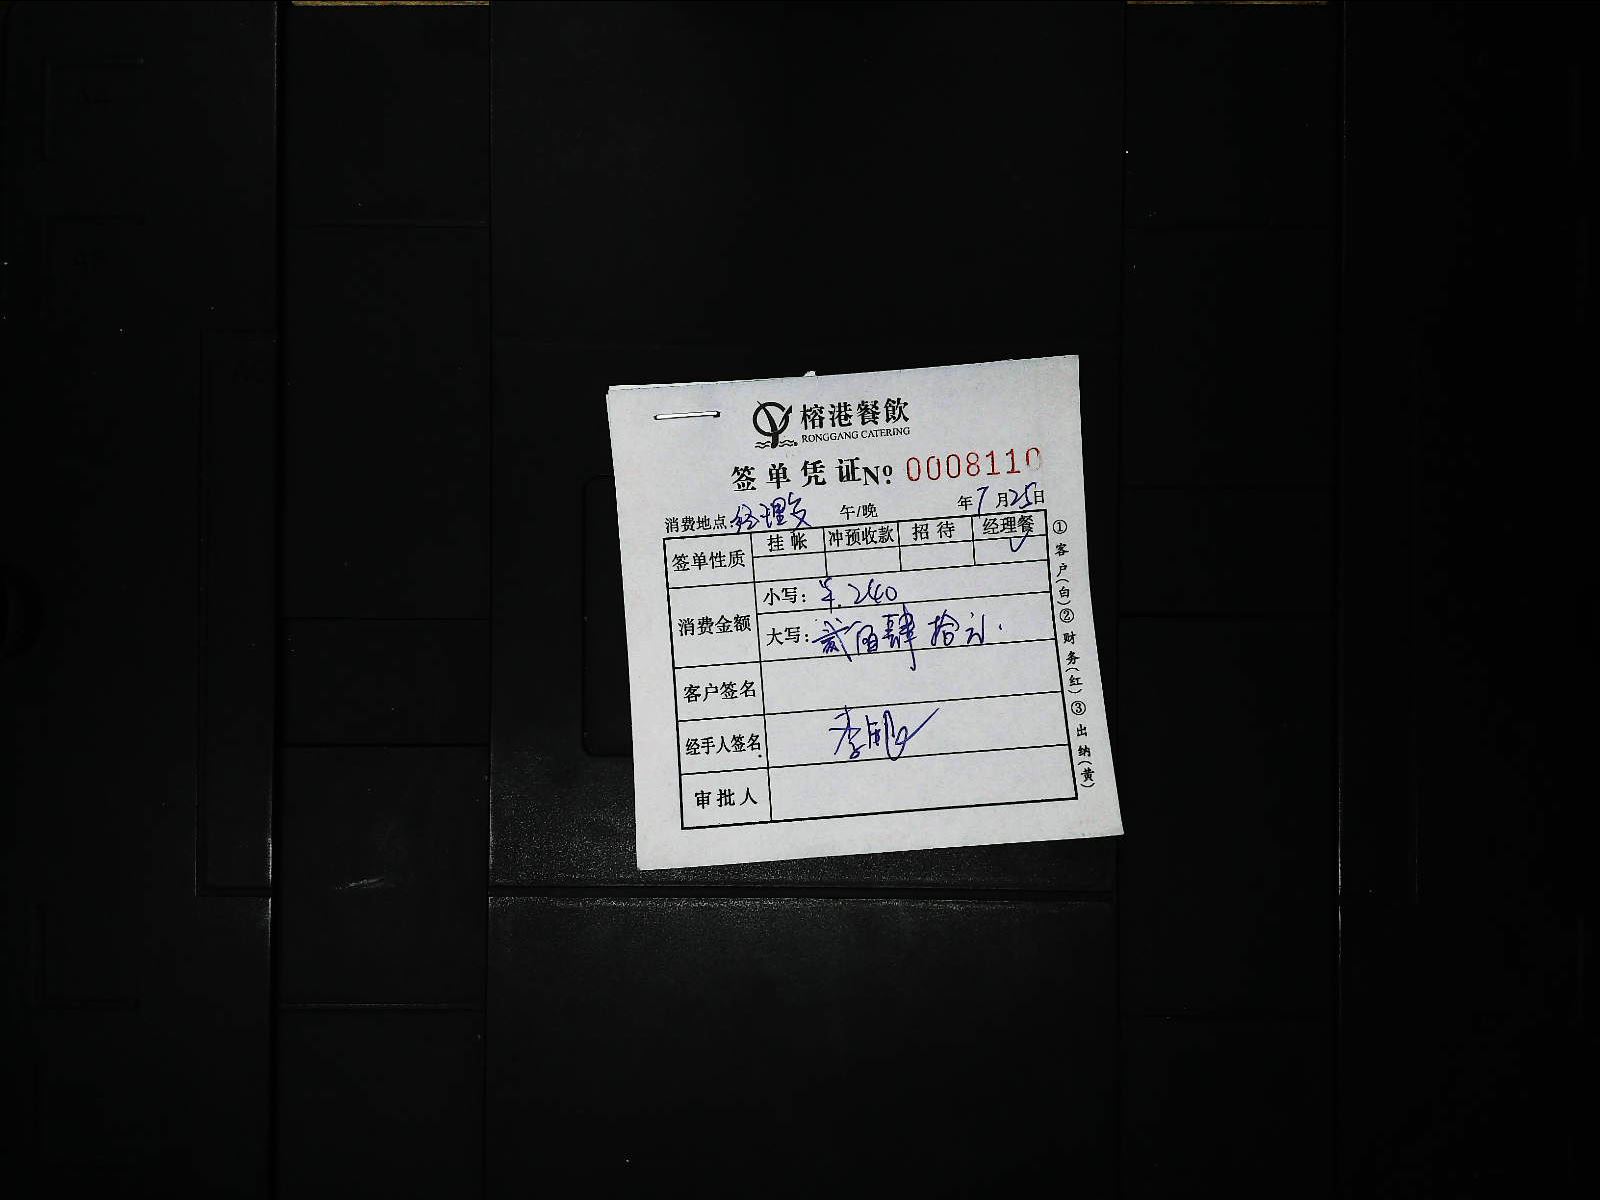 榕港餐飲
RONGGANG CATERING
签单凭证 № 0008110
消费地点: 经理 午/晚 年7月25日
签单性质 挂帐 冲预收款 招待 经理餐
✓
消费金额 小写: ¥.240
大写: 贰佰肆拾元.
客户签名
经手人签名 李
审批人
①客户(白)②财务(红)③出纳(黄)